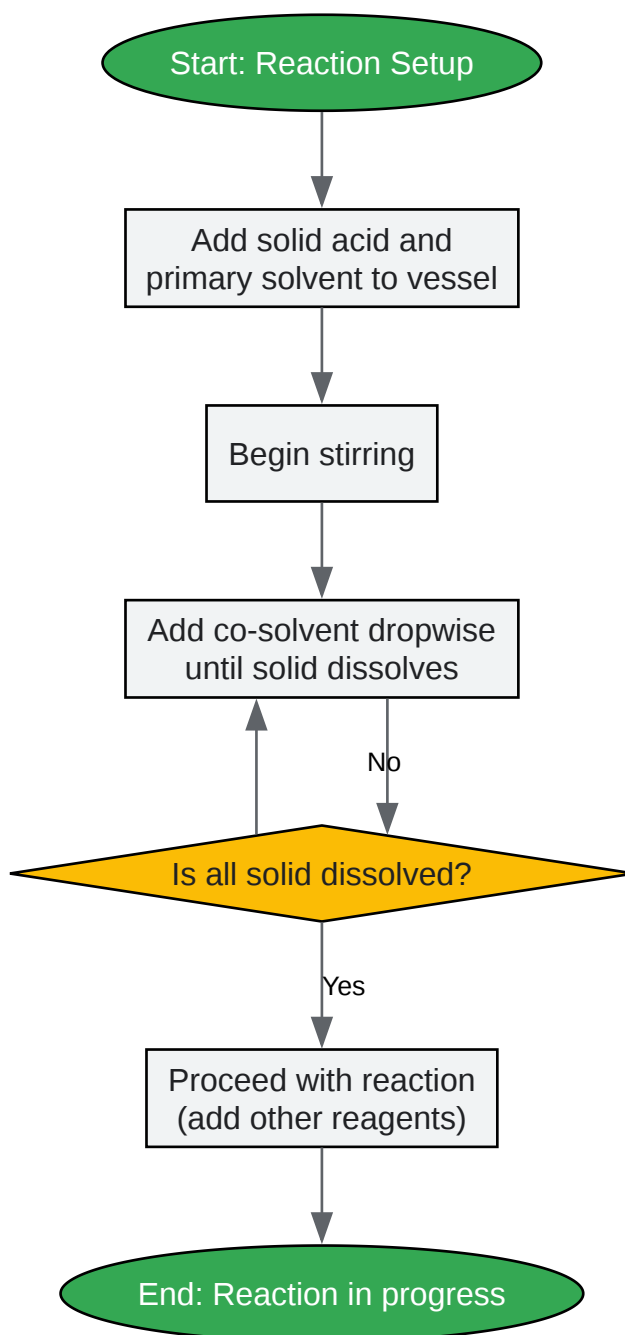 Start: Reaction Setup
Add solid acid and
primary solvent to vessel
Begin stirring
Add co-solvent dropwise
until solid dissolves
No
Is all solid dissolved?
Yes
Proceed with reaction
(add other reagents)
End: Reaction in progress